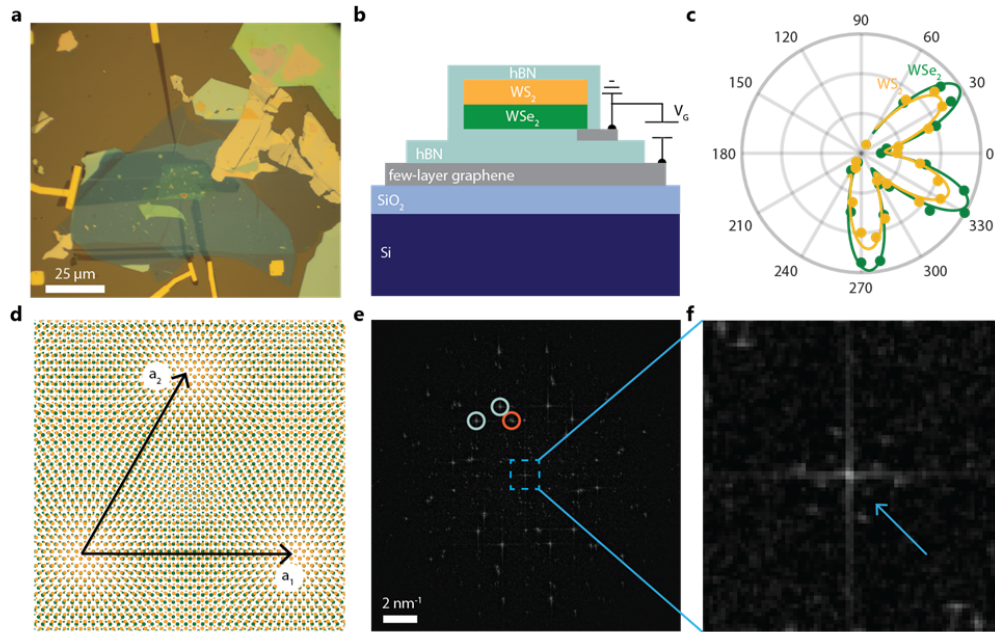 a
25 µm
b
hBN
WS₂
WSe₂
V_G
hBN
few-layer graphene
SiO₂
Si
c
90
120
60
150
30
WS₂
WSe₂
180
0
210
330
240
300
270
d
a₂
a₁
e
2 nm⁻¹
f